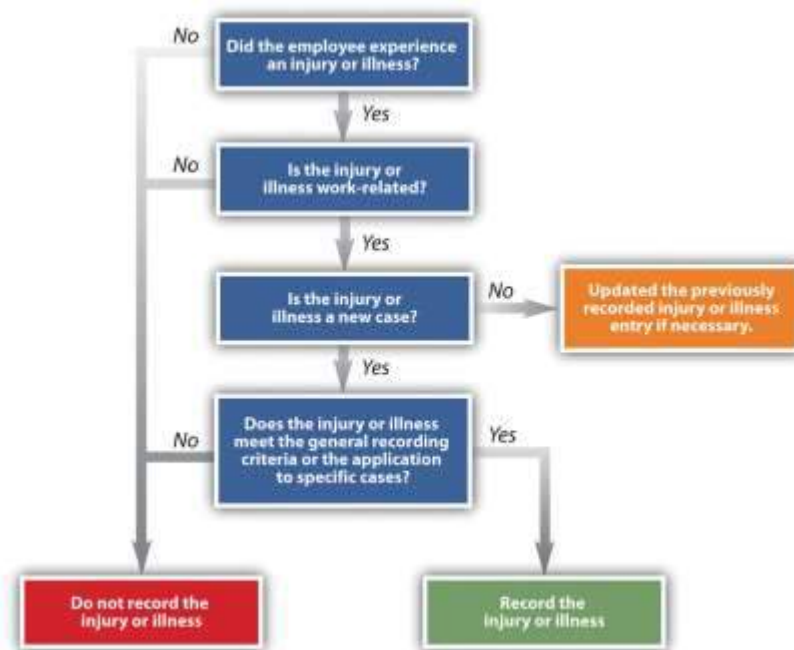 No
Did the employee experience
an injury or illness?
Yes
No
Is the injury or
illness work-related?
Yes
Is the injury or
illness a new case?
No
Updated the previously
recorded injury or illness
entry if necessary.
Yes
No
Does the injury or illness
meet the general recording
criteria or the application
to specific cases?
Yes
Do not record the
injury or illness
Record the
injury or illness